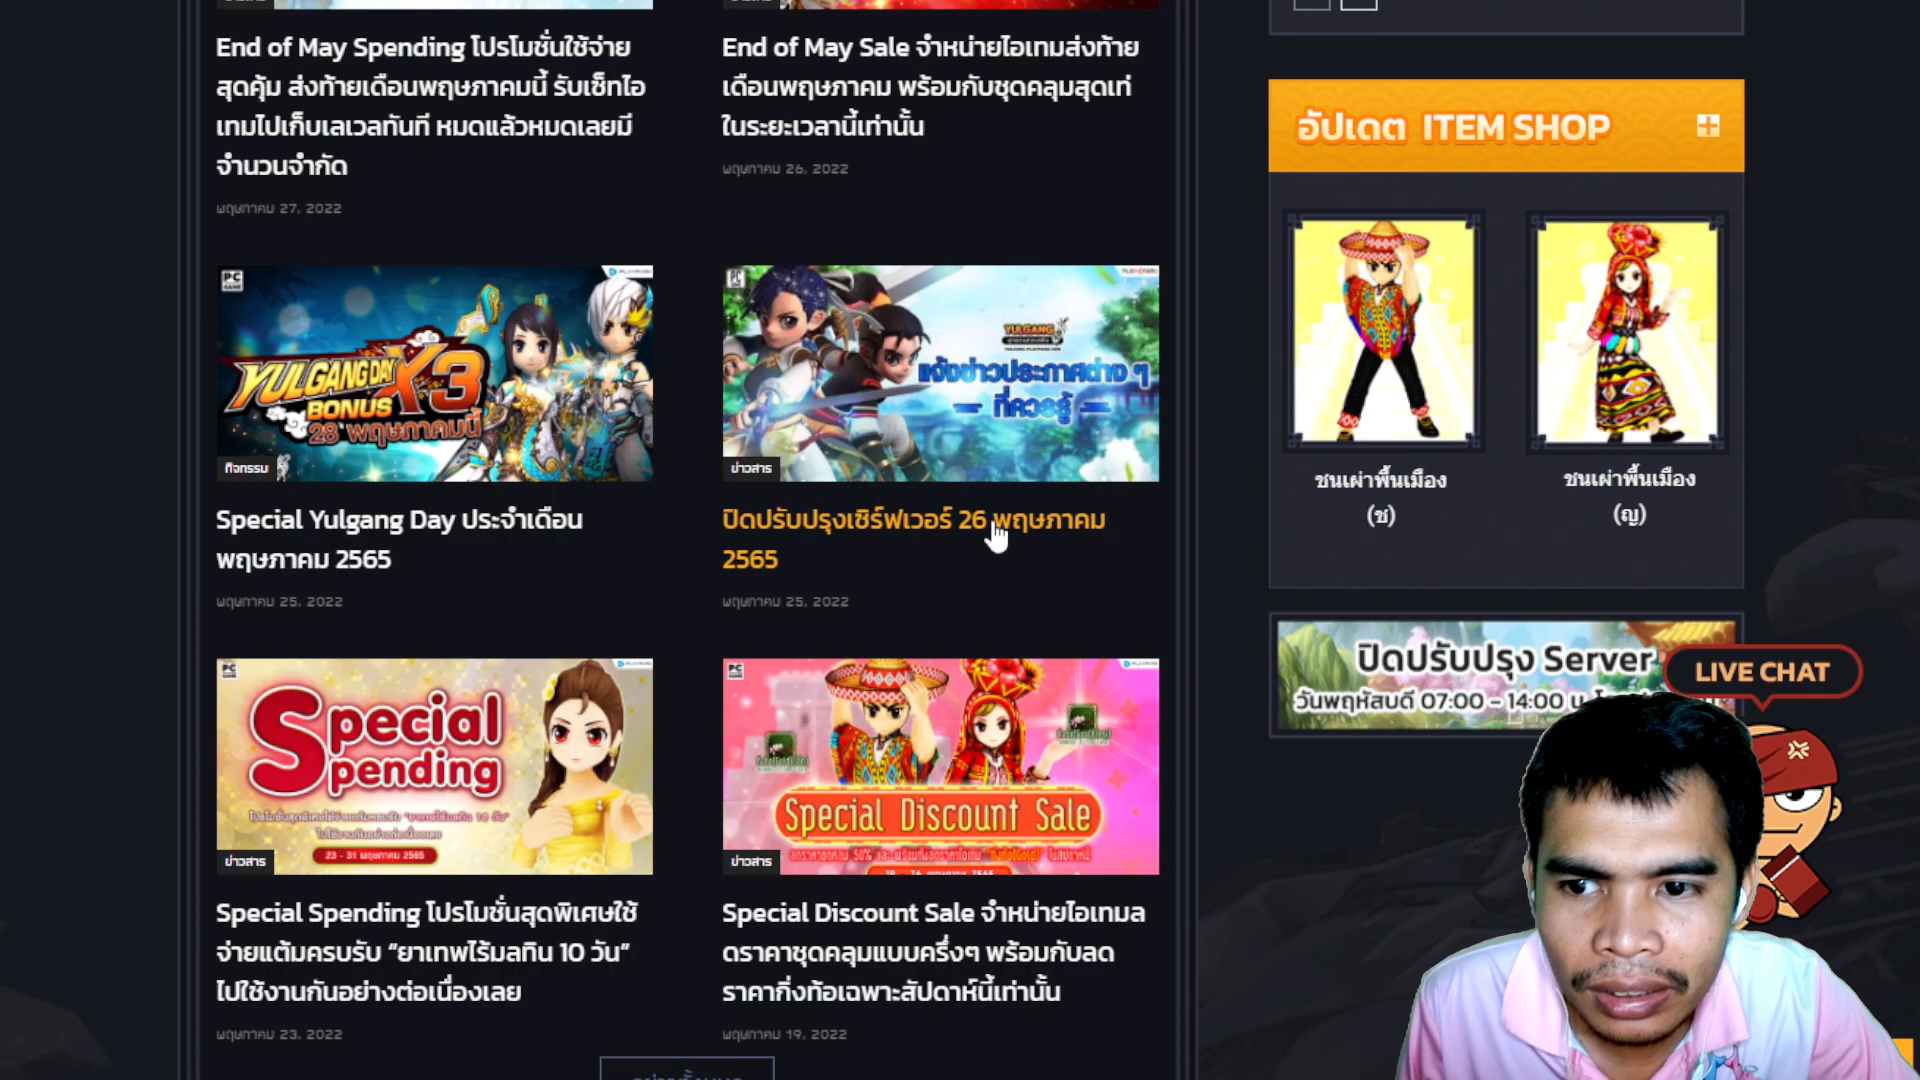 End of May Spending โปรโมชั่นใช้จ่าย
สุดคุ้ม ส่งท้ายเดือนพฤษภาคมนี้ รับเซ็ทไอ
เทมไปเก็บเลเวลทันที หมดแล้วหมดเลยมี
จำนวนจำกัด
พฤษภาคม 27, 2022
End of May Sale จำหน่ายไอเทมส่งท้าย
เดือนพฤษภาคม พร้อมกับชุดคลุมสุดเท่
ในระยะเวลานี้เท่านั้น
พฤษภาคม 26, 2022
PC
GAME
YULGANG DAY X3
BONUS
28 พฤษภาคมนี้
กิจกรรม
Special Yulgang Day ประจำเดือน
พฤษภาคม 2565
พฤษภาคม 25, 2022
PC
GAME
YULGANG
แจ้งข่าวประกาศต่าง ๆ
ที่ควรรู้
ข่าวสาร
ปิดปรับปรุงเซิร์ฟเวอร์ 26 พฤษภาคม
2565
พฤษภาคม 25, 2022
PC
GAME
Special
Spending
23 - 31 พฤษภาคม 2565
ข่าวสาร
Special Spending โปรโมชั่นสุดพิเศษใช้
จ่ายแต้มครบรับ “ยาเทพไร้มลทิน 10 วัน”
ไปใช้งานกันอย่างต่อเนื่องเลย
พฤษภาคม 23, 2022
PC
GAME
Special Discount Sale
ข่าวสาร
Special Discount Sale จำหน่ายไอเทมล
ดราคาชุดคลุมแบบครึ่งๆ พร้อมกับลด
ราคากิ่งท้อเฉพาะสัปดาห์นี้เท่านั้น
พฤษภาคม 19, 2022
อัปเดต ITEM SHOP
ชนเผ่าพื้นเมือง
(ช)
ชนเผ่าพื้นเมือง
(ญ)
ปิดปรับปรุง Server
วันพฤหัสบดี 07:00 - 14:00 น.
LIVE CHAT